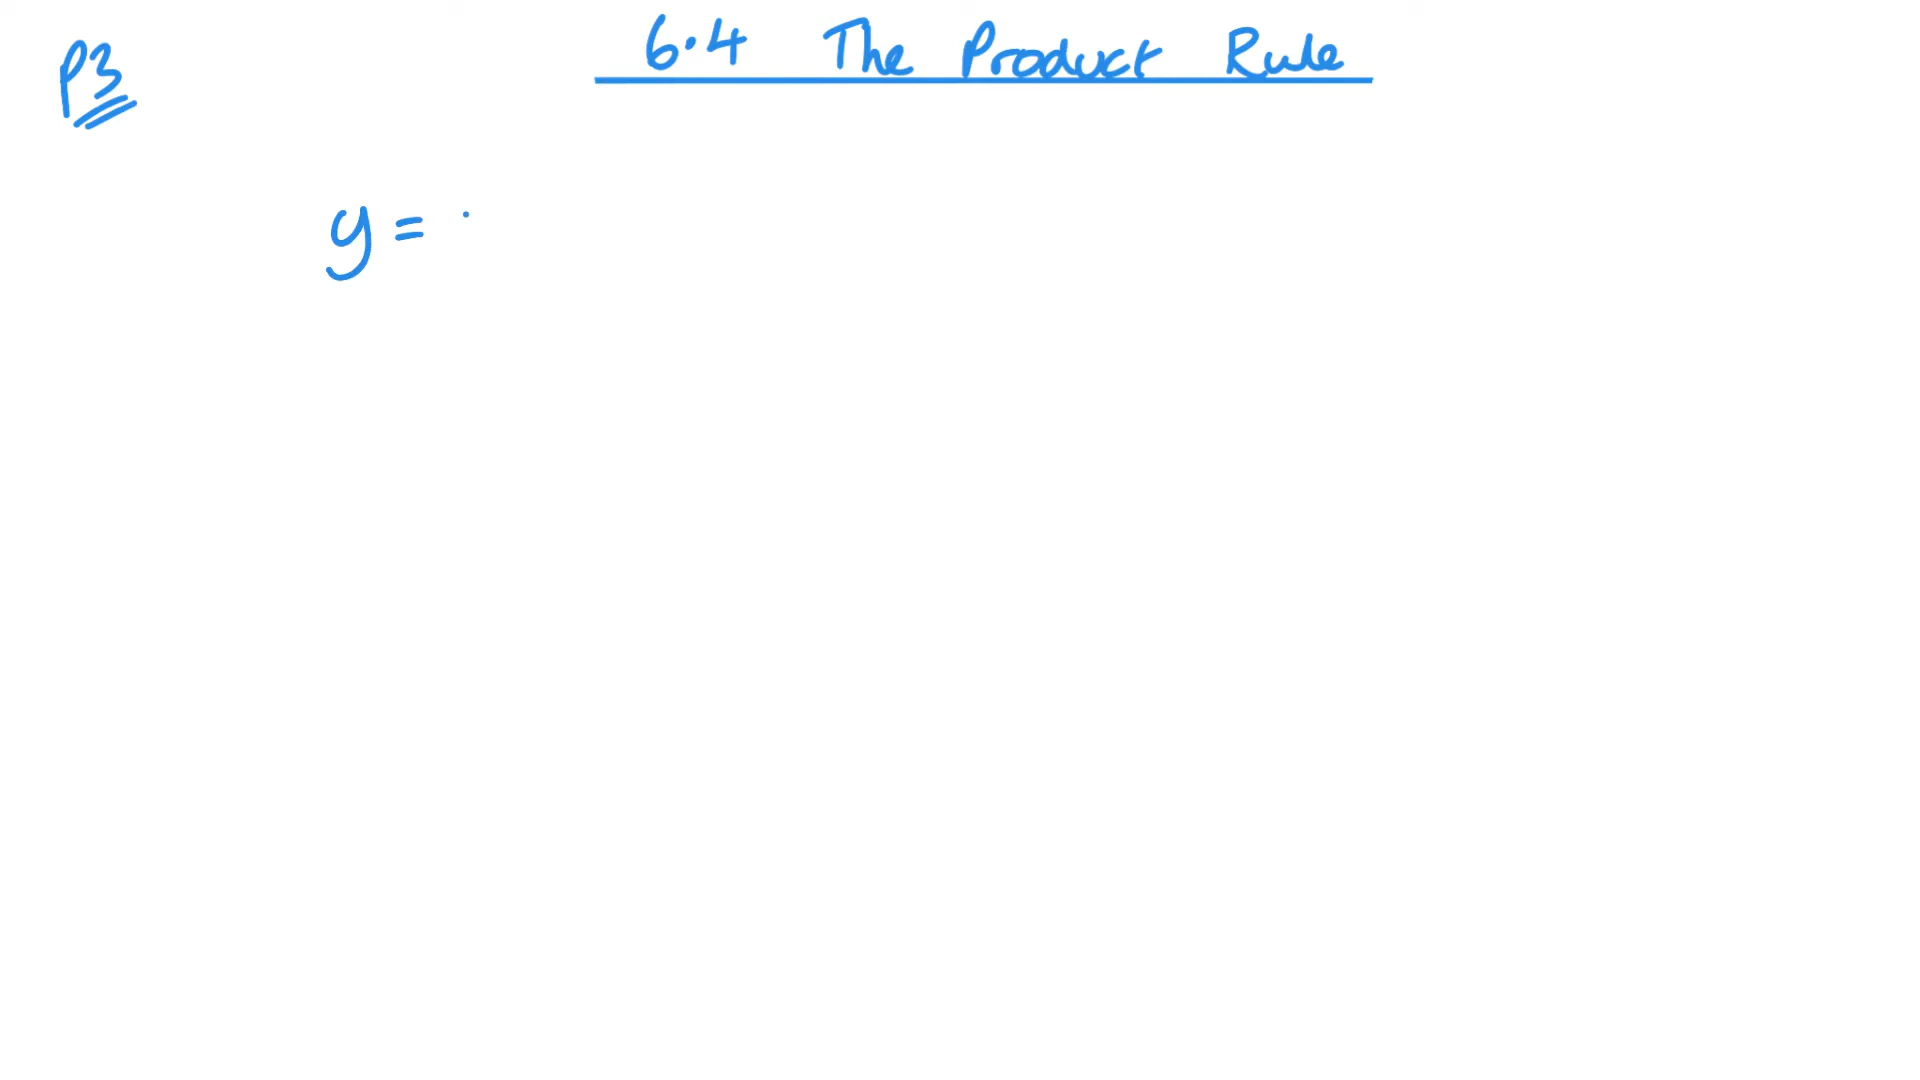 P3
6.4 The Product Rule
y =